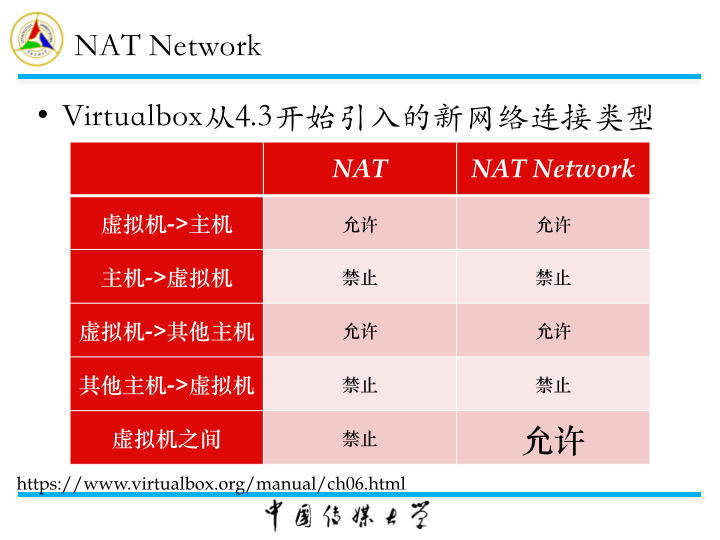 NAT Network
• Virtualbox从4.3开始引入的新网络连接类型
NAT NAT Network
虚拟机->主机 允许 允许
主机->虚拟机 禁止 禁止
虚拟机->其他主机 允许 允许
其他主机->虚拟机 禁止 禁止
虚拟机之间 禁止 允许
https://www.virtualbox.org/manual/ch06.html
中国传媒大学